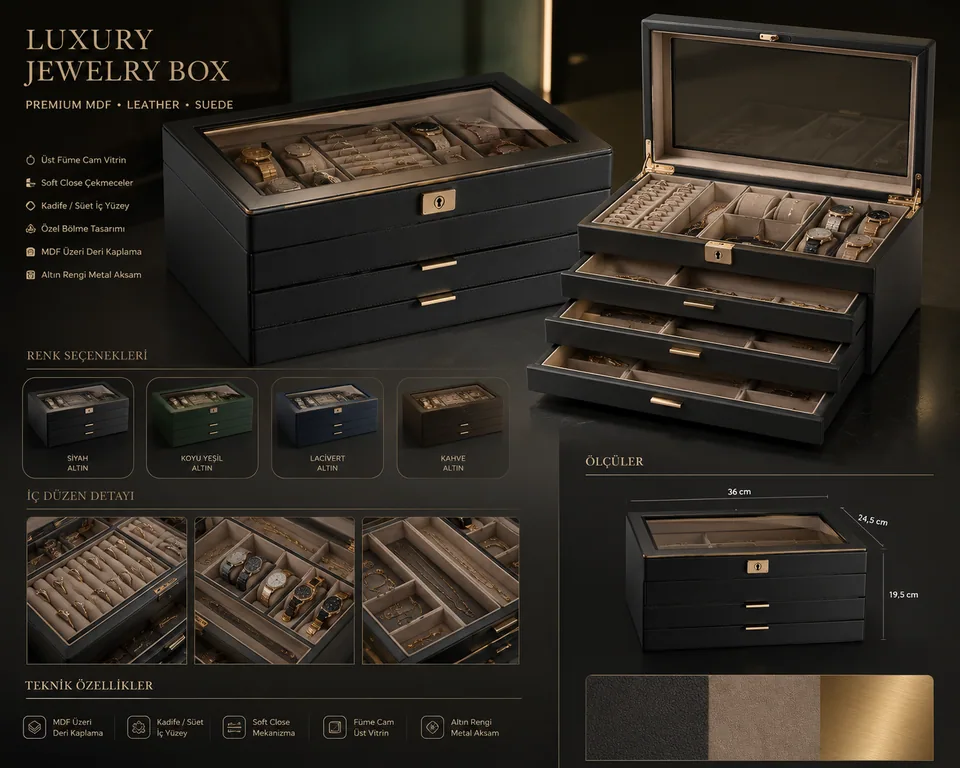 LUXURY
JEWELRY BOX
PREMIUM MDF • LEATHER • SUEDE
Üst Füme Cam Vitrin
Soft Close Çekmeceler
Kadife / Süet İç Yüzey
Özel Bölme Tasarımı
MDF Üzeri Deri Kaplama
Altın Rengi Metal Aksam
RENK SEÇENEKLERİ
SİYAH
ALTIN
KOYU YEŞİL
ALTIN
LACİVERT
ALTIN
KAHVE
ALTIN
İÇ DÜZEN DETAYI
TEKNİK ÖZELLİKLER
MDF Üzeri
Deri Kaplama
Kadife / Süet
İç Yüzey
Soft Close
Mekanizma
Füme Cam
Üst Vitrin
Altın Rengi
Metal Aksam
ÖLÇÜLER
36 cm
24,5 cm
19,5 cm